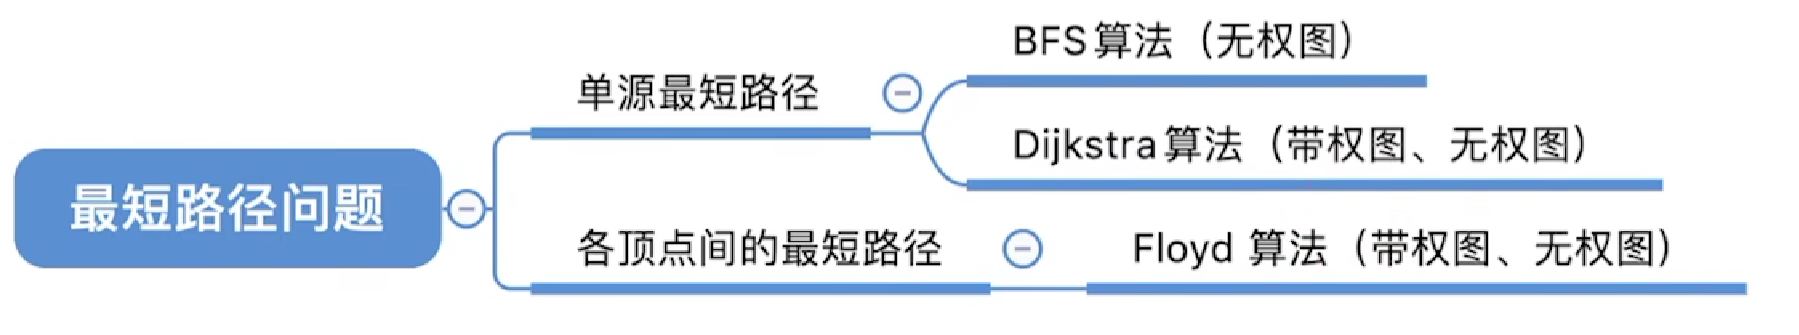 最短路径问题
单源最短路径
BFS算法（无权图）
Dijkstra算法（带权图、无权图）
各顶点间的最短路径
Floyd 算法（带权图、无权图）